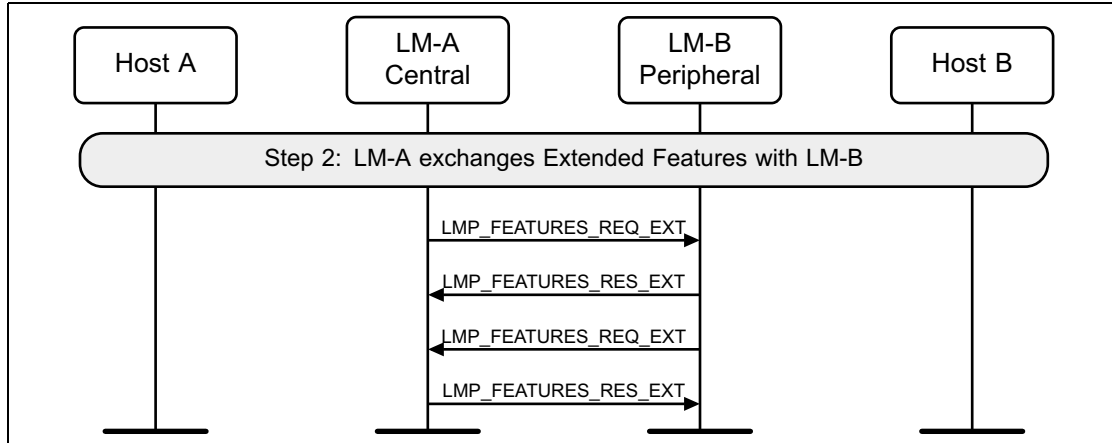 Host A
LM-A
Central
LM-B
Peripheral
Host B
Step 2: LM-A exchanges Extended Features with LM-B
LMP_FEATURES_REQ_EXT
LMP_FEATURES_RES_EXT
LMP_FEATURES_REQ_EXT
LMP_FEATURES_RES_EXT